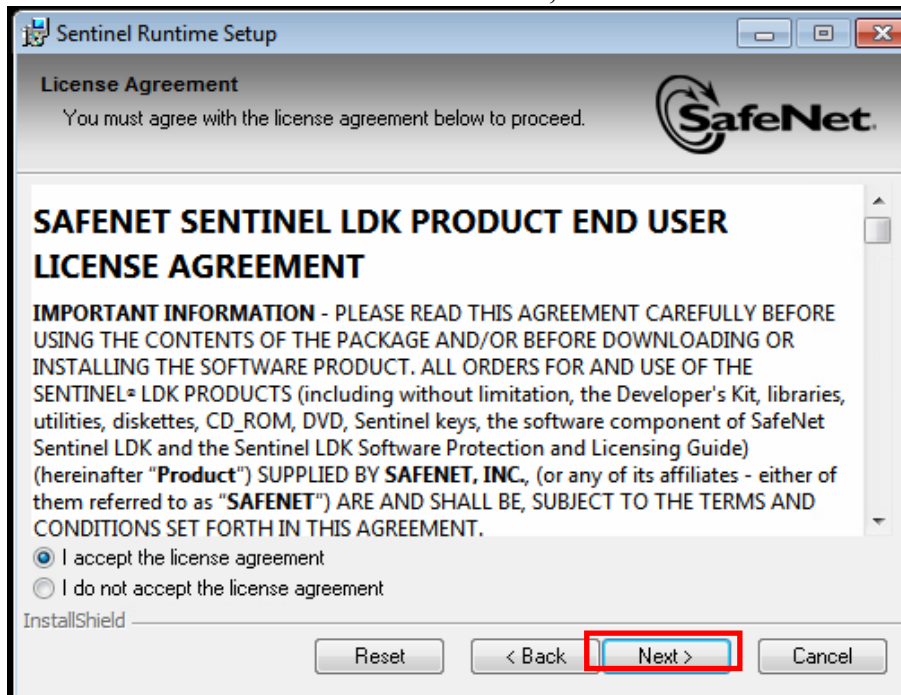 Sentinel Runtime Setup
License Agreement
You must agree with the license agreement below to proceed.
SafeNet.
SAFENET SENTINEL LDK PRODUCT END USER
LICENSE AGREEMENT
IMPORTANT INFORMATION - PLEASE READ THIS AGREEMENT CAREFULLY BEFORE
USING THE CONTENTS OF THE PACKAGE AND/OR BEFORE DOWNLOADING OR
INSTALLING THE SOFTWARE PRODUCT. ALL ORDERS FOR AND USE OF THE
SENTINEL® LDK PRODUCTS (including without limitation, the Developer's Kit, libraries,
utilities, diskettes, CD_ROM, DVD, Sentinel keys, the software component of SafeNet
Sentinel LDK and the Sentinel LDK Software Protection and Licensing Guide)
(hereinafter “Product”) SUPPLIED BY SAFENET, INC., (or any of its affiliates - either of
them referred to as “SAFENET”) ARE AND SHALL BE, SUBJECT TO THE TERMS AND
CONDITIONS SET FORTH IN THIS AGREEMENT.
I accept the license agreement
I do not accept the license agreement
InstallShield
Reset < Back Next > Cancel